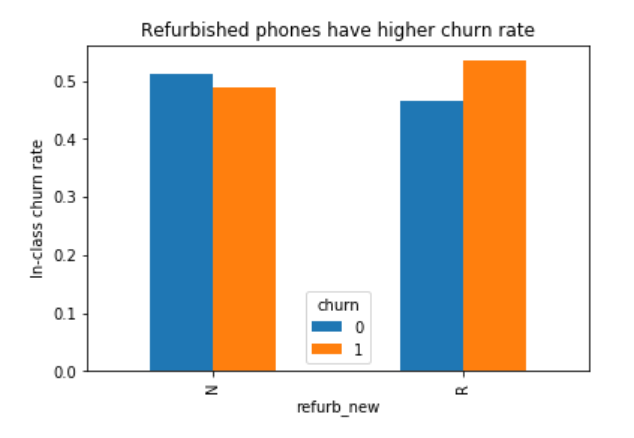 Refurbished phones have higher churn rate
In-class churn rate
0.5
0.4
0.3
0.2
0.1
0.0
churn
0
1
N
R
refurb_new